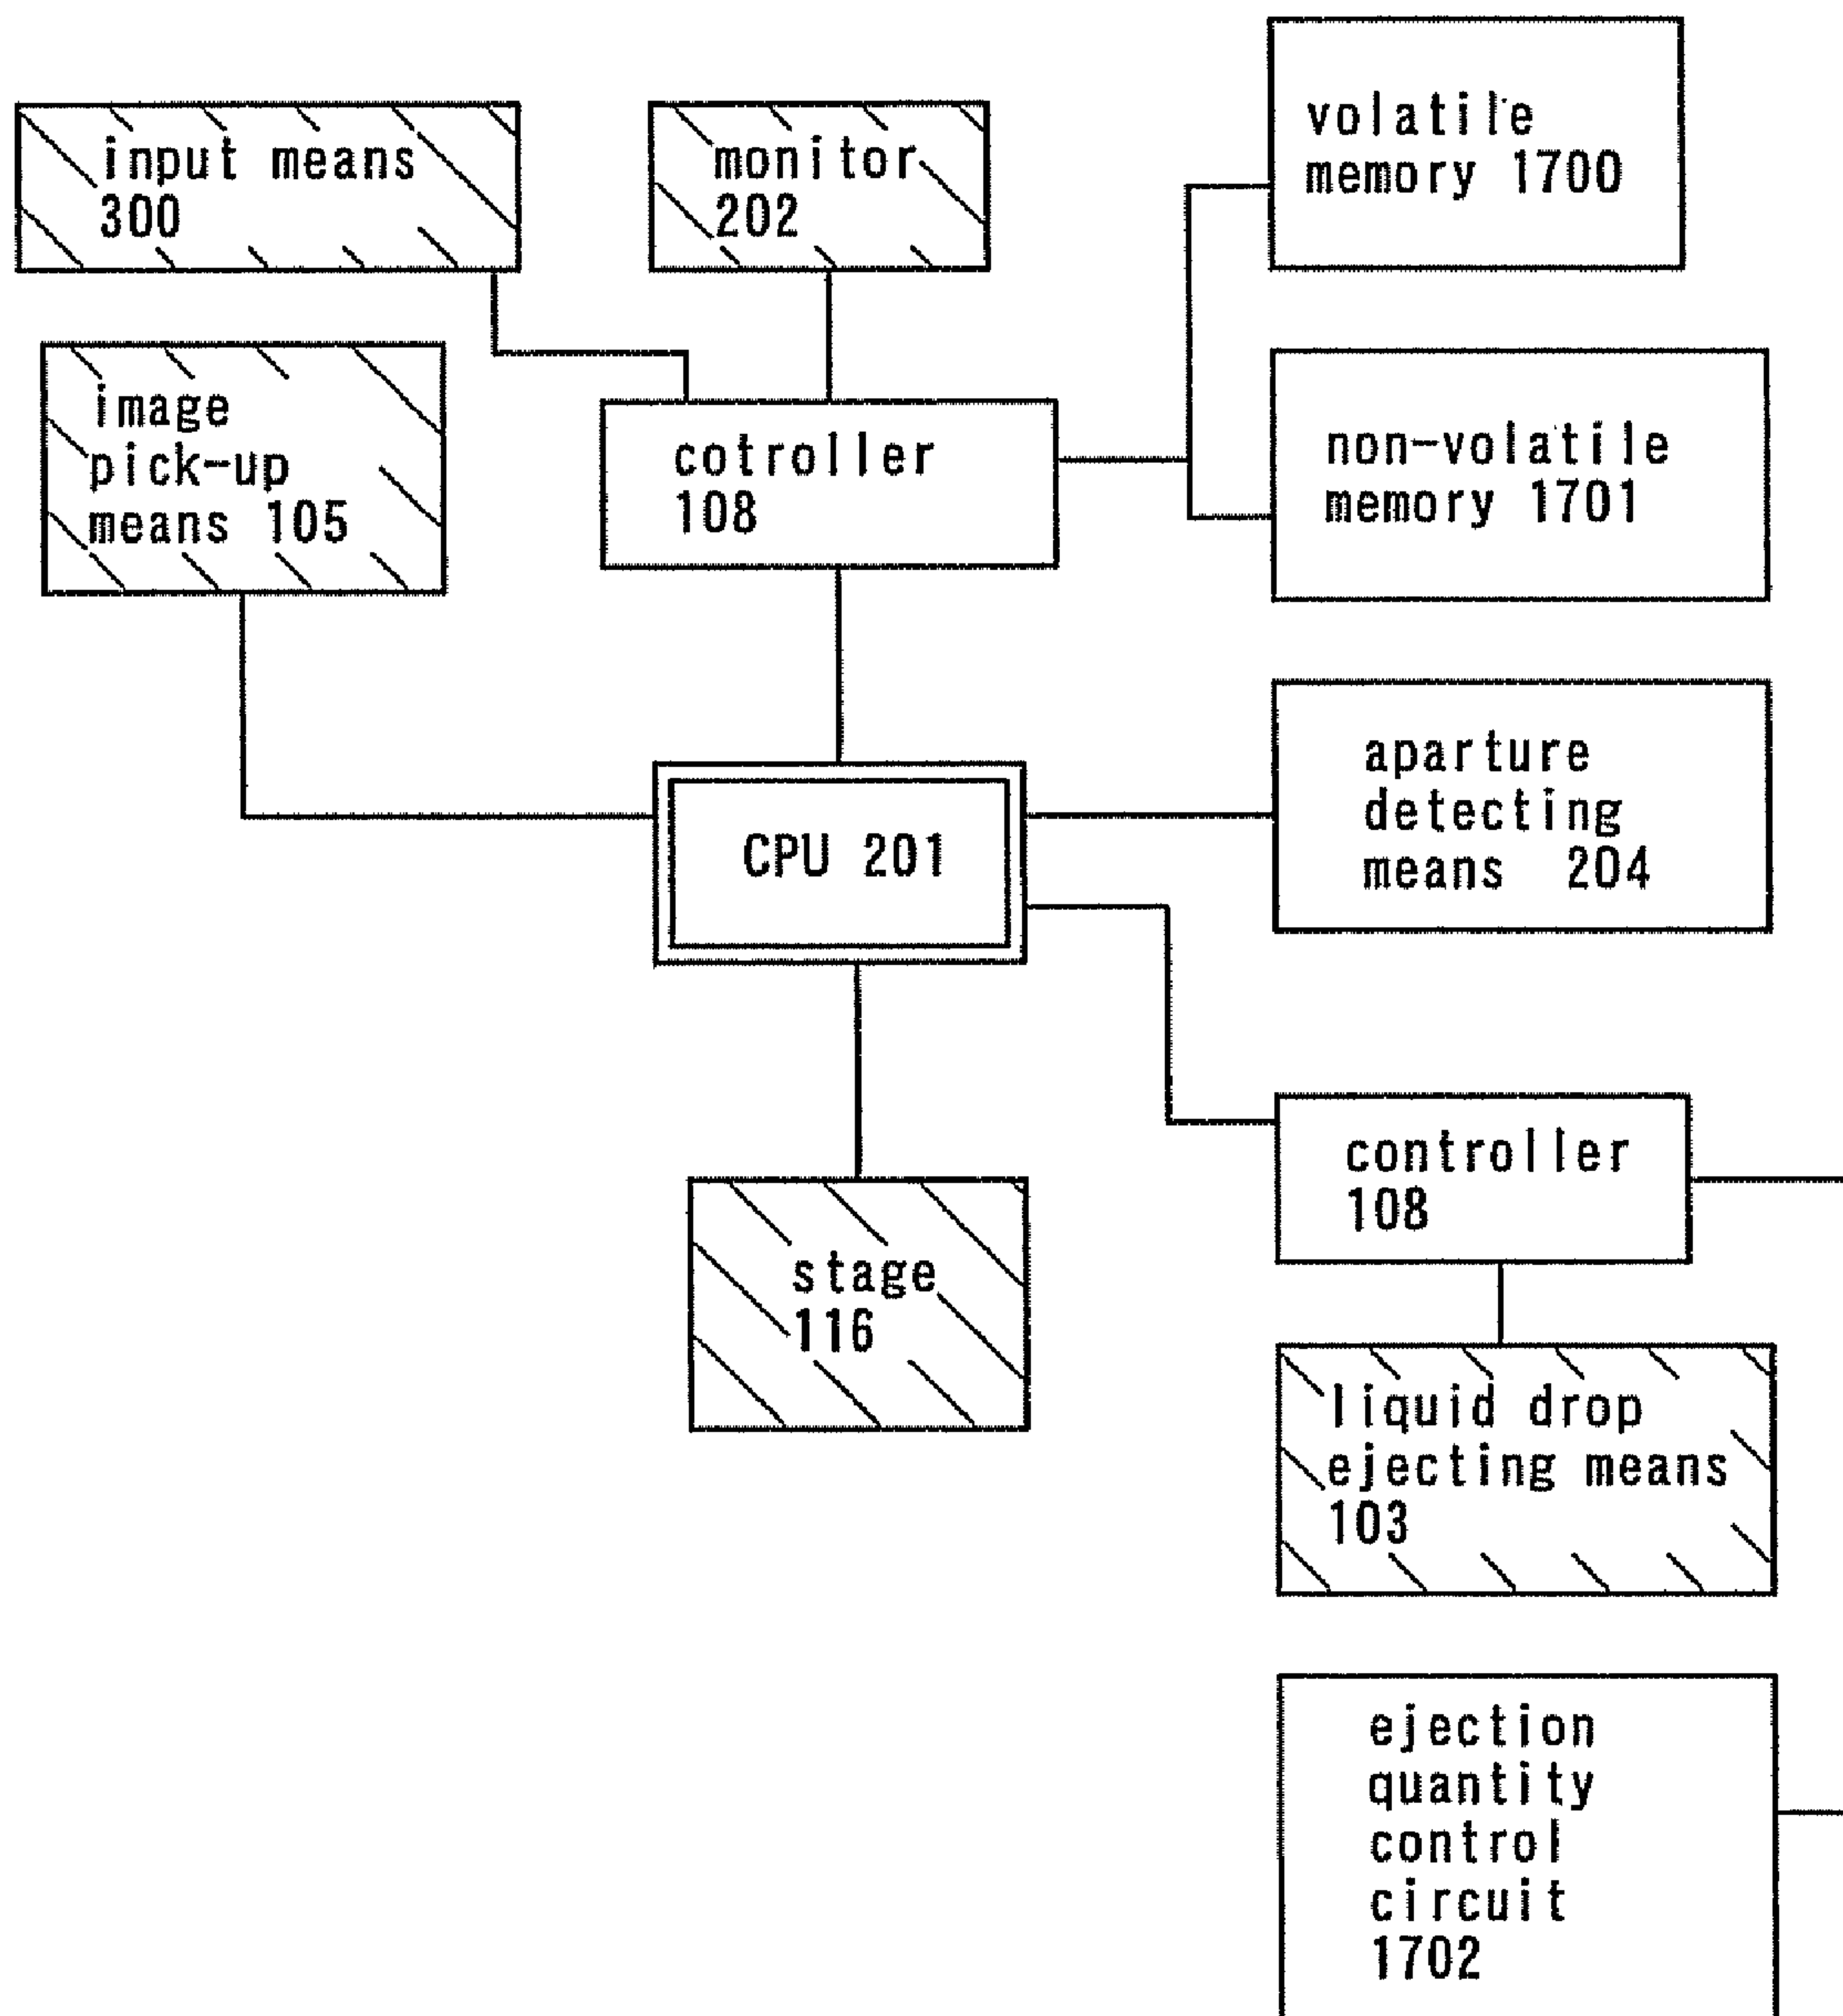 input means
300
monitor
202
volatile
memory 1700
image
pick-up
means 105
cotroller
108
non-volatile
memory 1701
CPU 201
aparture
detecting
means 204
controller
108
stage
116
liquid drop
ejecting means
103
ejection
quantity
control
circuit
1702